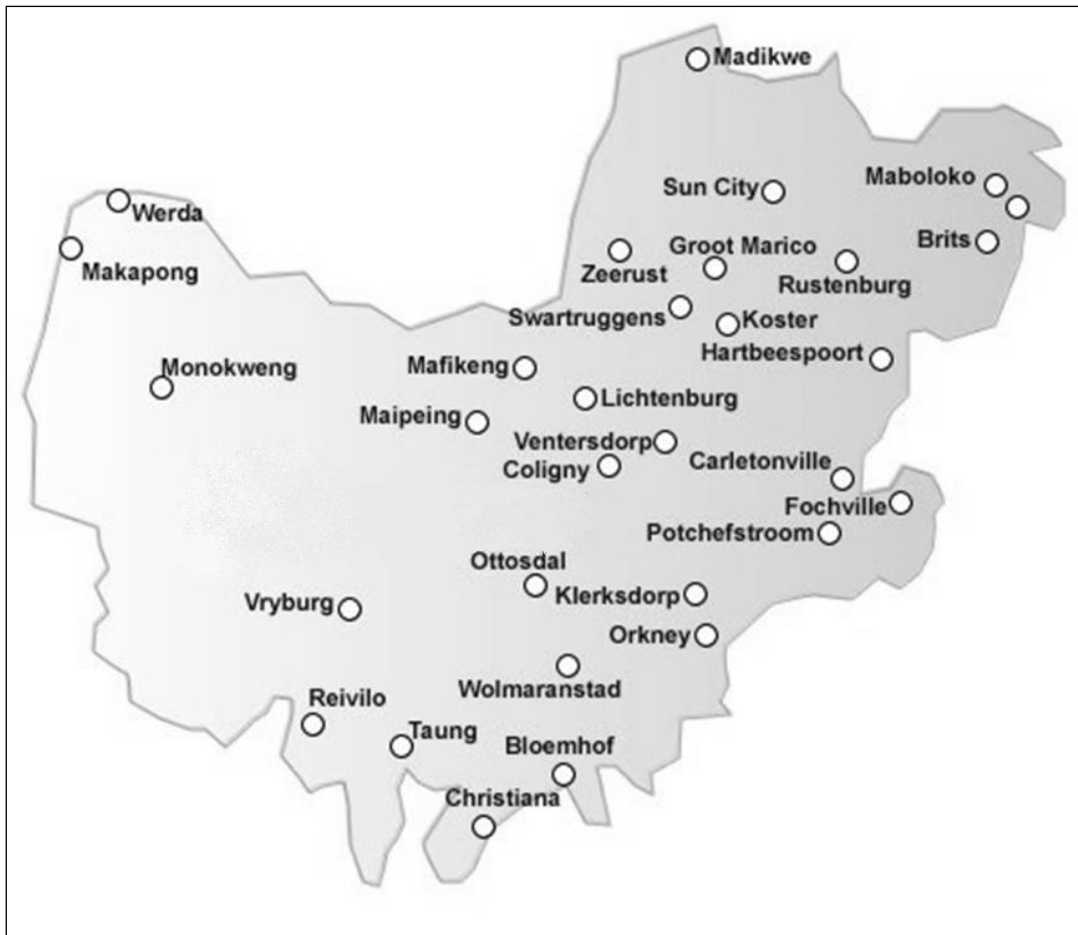 Madikwe
Sun City
Maboloko
Werda
Brits
Groot Marico
Makapong
Zeerust
Rustenburg
Swartruggens
Koster
Hartbeespoort
Mafikeng
Monokweng
Lichtenburg
Maipeing
Ventersdorp
Carletonville
Coligny
Fochville
Potchefstroom
Ottosdal
Klerksdorp
Vryburg
Orkney
Wolmaranstad
Reivilo
Taung
Bloemhof
Christiana